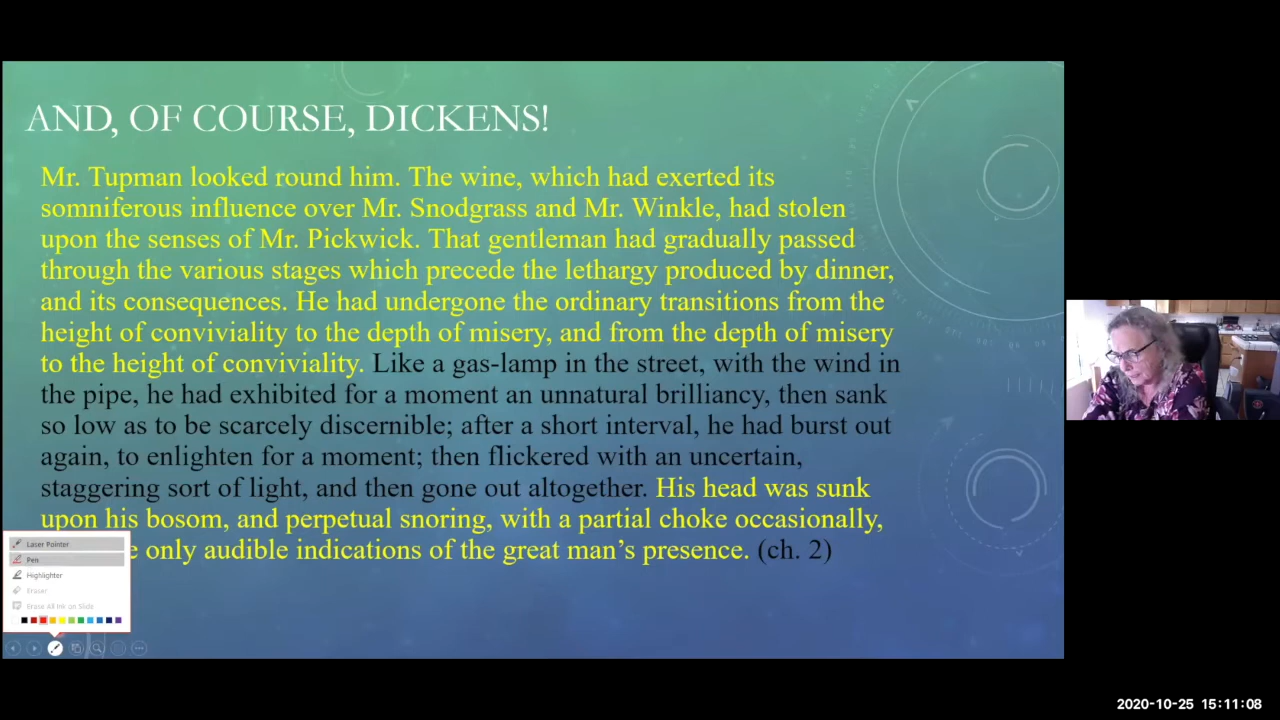 AND, OF COURSE, DICKENS!
Mr. Tupman looked round him. The wine, which had exerted its
somniferous influence over Mr. Snodgrass and Mr. Winkle, had stolen
upon the senses of Mr. Pickwick. That gentleman had gradually passed
through the various stages which precede the lethargy produced by dinner,
and its consequences. He had undergone the ordinary transitions from the
height of conviviality to the depth of misery, and from the depth of misery
to the height of conviviality. Like a gas-lamp in the street, with the wind in
the pipe, he had exhibited for a moment an unnatural brilliancy, then sank
so low as to be scarcely discernible; after a short interval, he had burst out
again, to enlighten for a moment; then flickered with an uncertain,
staggering sort of light, and then gone out altogether. His head was sunk
upon his bosom, and perpetual snoring, with a partial choke occasionally,
only audible indications of the great man’s presence. (ch. 2)
Laser Pointer
Pen
Highlighter
Eraser
Erase All Ink on Slide
2020-10-25 15:11:08